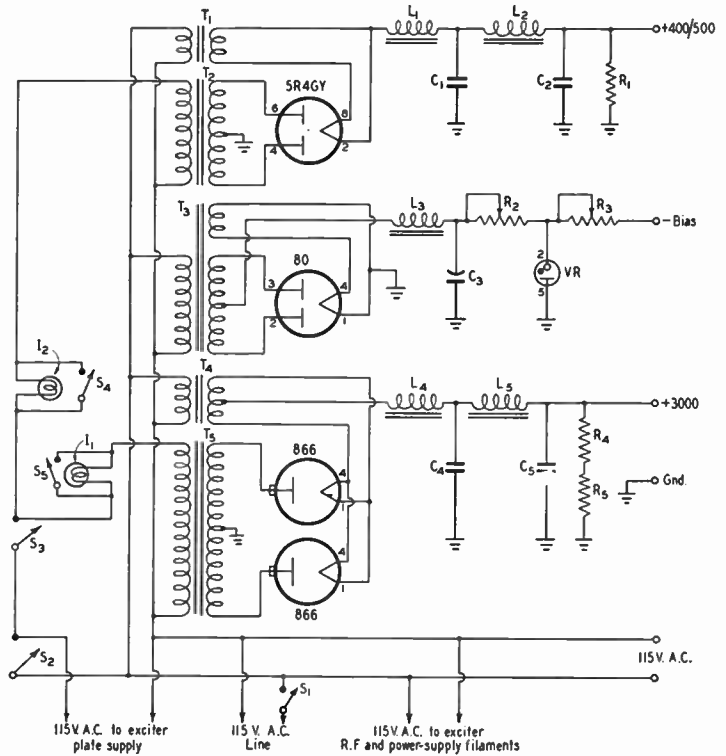 T1
L1
L2
+400/500
T2
5R4GY
6
8
4
2
C1
C2
R1
T3
L3
R2
R3
-Bias
80
3
4
2
1
C3
2
5
VR
I2
S4
T4
L4
L5
+3000
I1
S5
T5
866
4
1
C4
C5
R4
R5
Gnd.
S3
4
1
866
S2
115V. A.C.
S1
115V. A.C. to exciter
plate supply
115V. A.C.
Line
115V. A.C. to exciter
R.F. and power-supply filaments